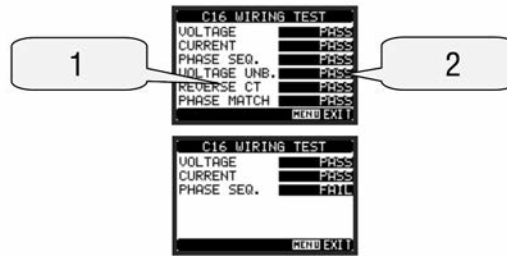 C16 WIRING TEST
VOLTAGE PASS
CURRENT PASS
PHASE SEQ. PASS
VOLTAGE UNB. PASS
REVERSE CT PASS
PHASE MATCH PASS
MENU EXIT
1
2
C16 WIRING TEST
VOLTAGE PASS
CURRENT PASS
PHASE SEQ. FAIL
MENU EXIT